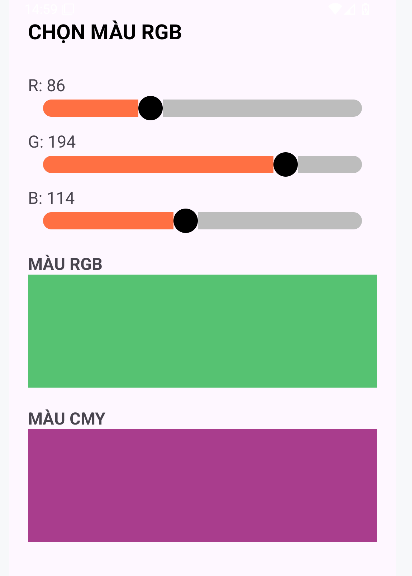 CHỌN MÀU RGB
R: 86
G: 194
B: 114
MÀU RGB
MÀU CMY